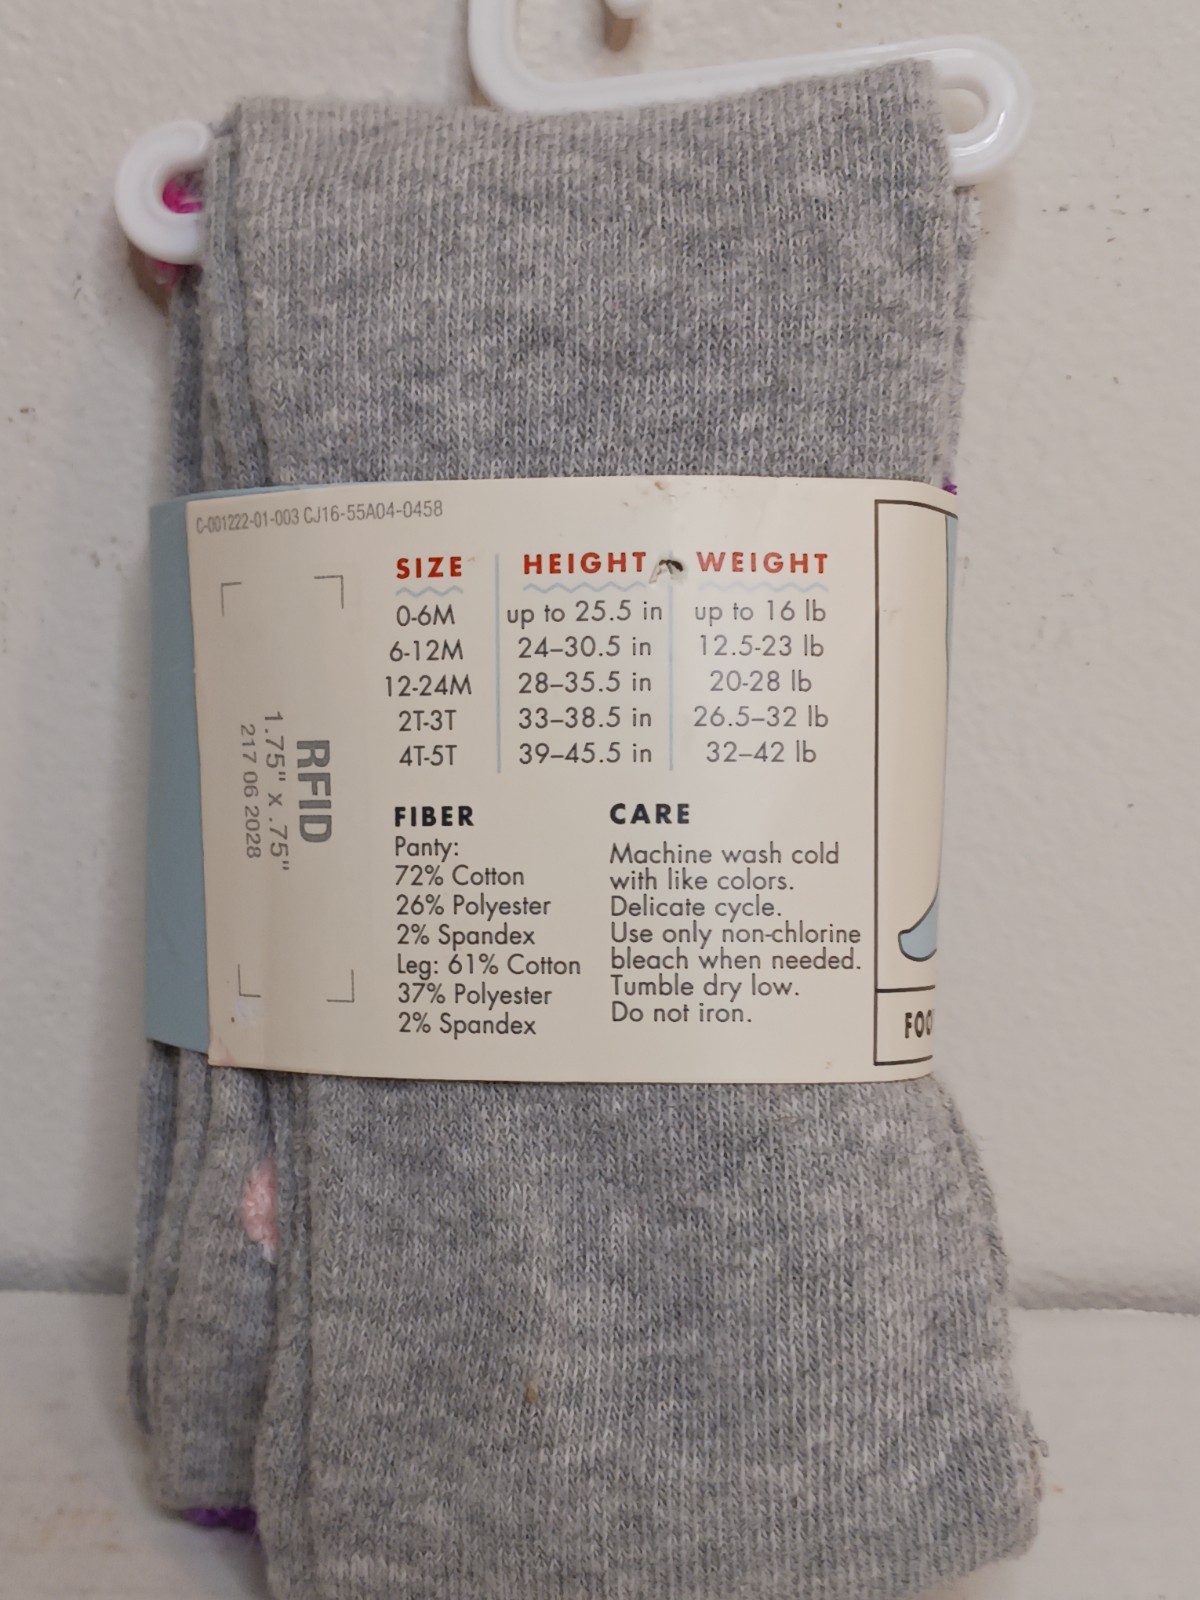 C-001222-01-003 CJ16-55A04-0458
SIZE HEIGHT WEIGHT
0-6M up to 25.5 in up to 16 lb
6-12M 24–30.5 in 12.5-23 lb
12-24M 28–35.5 in 20-28 lb
2T-3T 33–38.5 in 26.5–32 lb
4T-5T 39–45.5 in 32–42 lb
RFID
1.75" x .75"
217 06 2028
FIBER
Panty:
72% Cotton
26% Polyester
2% Spandex
Leg: 61% Cotton
37% Polyester
2% Spandex
CARE
Machine wash cold
with like colors.
Delicate cycle.
Use only non-chlorine
bleach when needed.
Tumble dry low.
Do not iron.